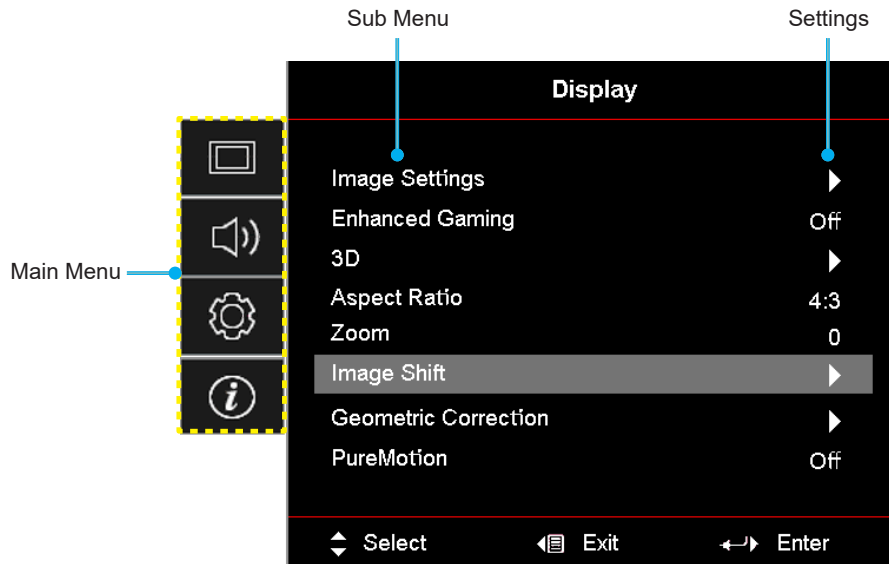 Sub Menu Settings
Display
Image Settings
Enhanced Gaming Off
3D
Main Menu
Aspect Ratio 4:3
Zoom 0
Image Shift
Geometric Correction
PureMotion Off
Select Exit Enter